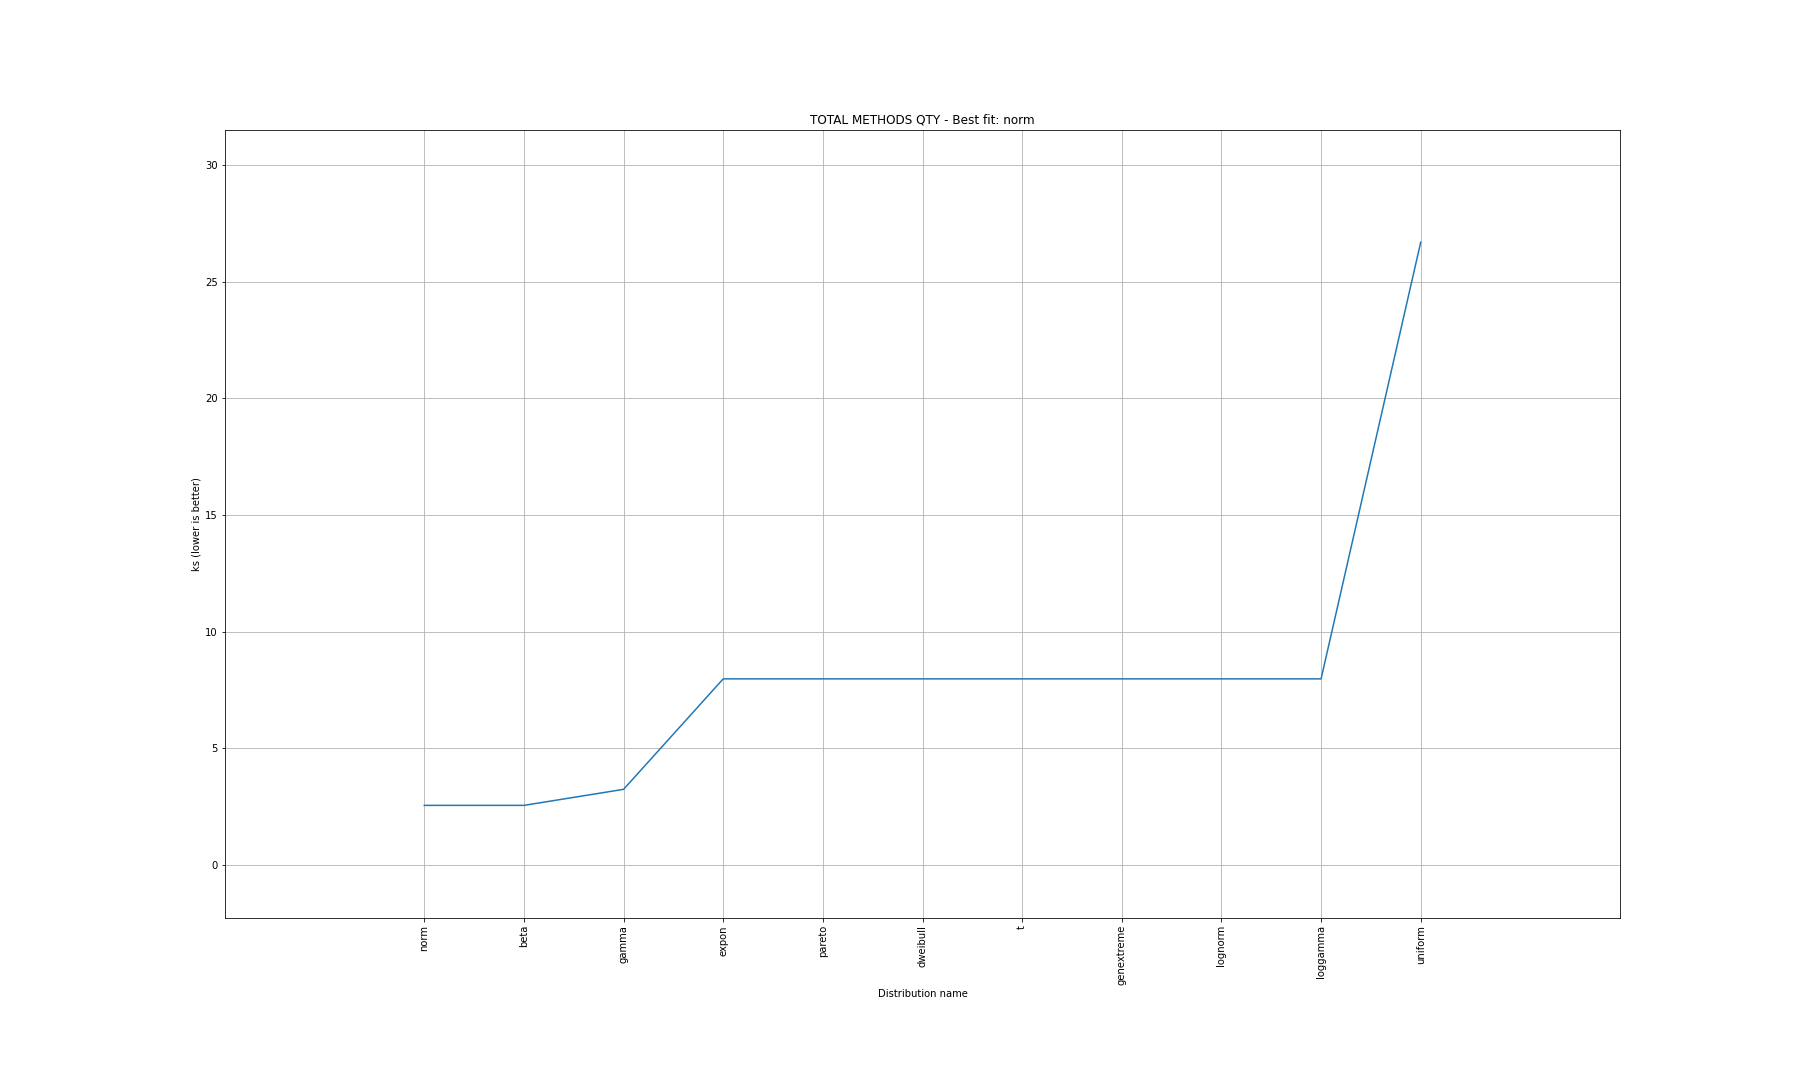 TOTAL METHODS QTY - Best fit: norm
30
25
20
15
10
5
0
ks (lower is better)
norm
beta
gamma
expon
pareto
dweibull
t
genextreme
lognorm
loggamma
uniform
Distribution name